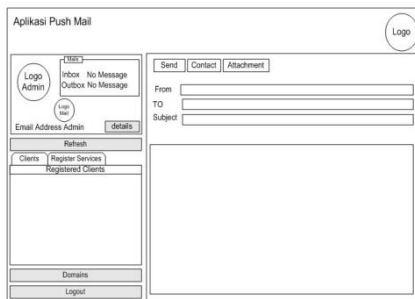 Aplikasi Push Mail
Logo
Logo
Admin
Mails
Inbox No Message
Outbox No Message
Logo
Mail
Email Address Admin
details
Refresh
Clients
Register Services
Registered Clients
Domains
Logout
Send
Contact
Attachment
From
TO
Subject